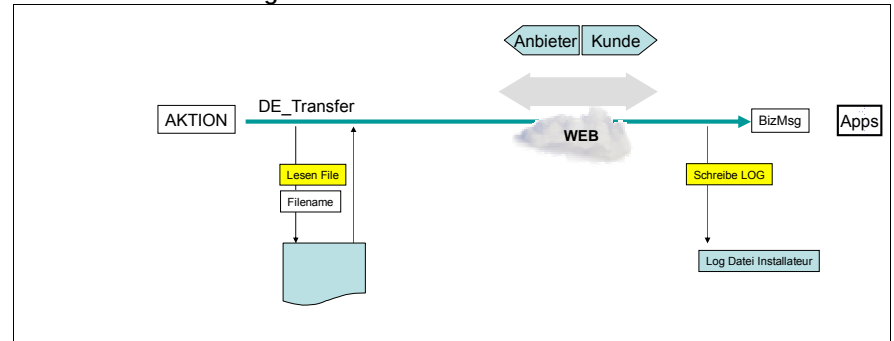 Anbieter Kunde
DE_Transfer
AKTION
WEB
BizMsg
Apps
Lesen File
Filename
Schreibe LOG
Log Datei Installateur